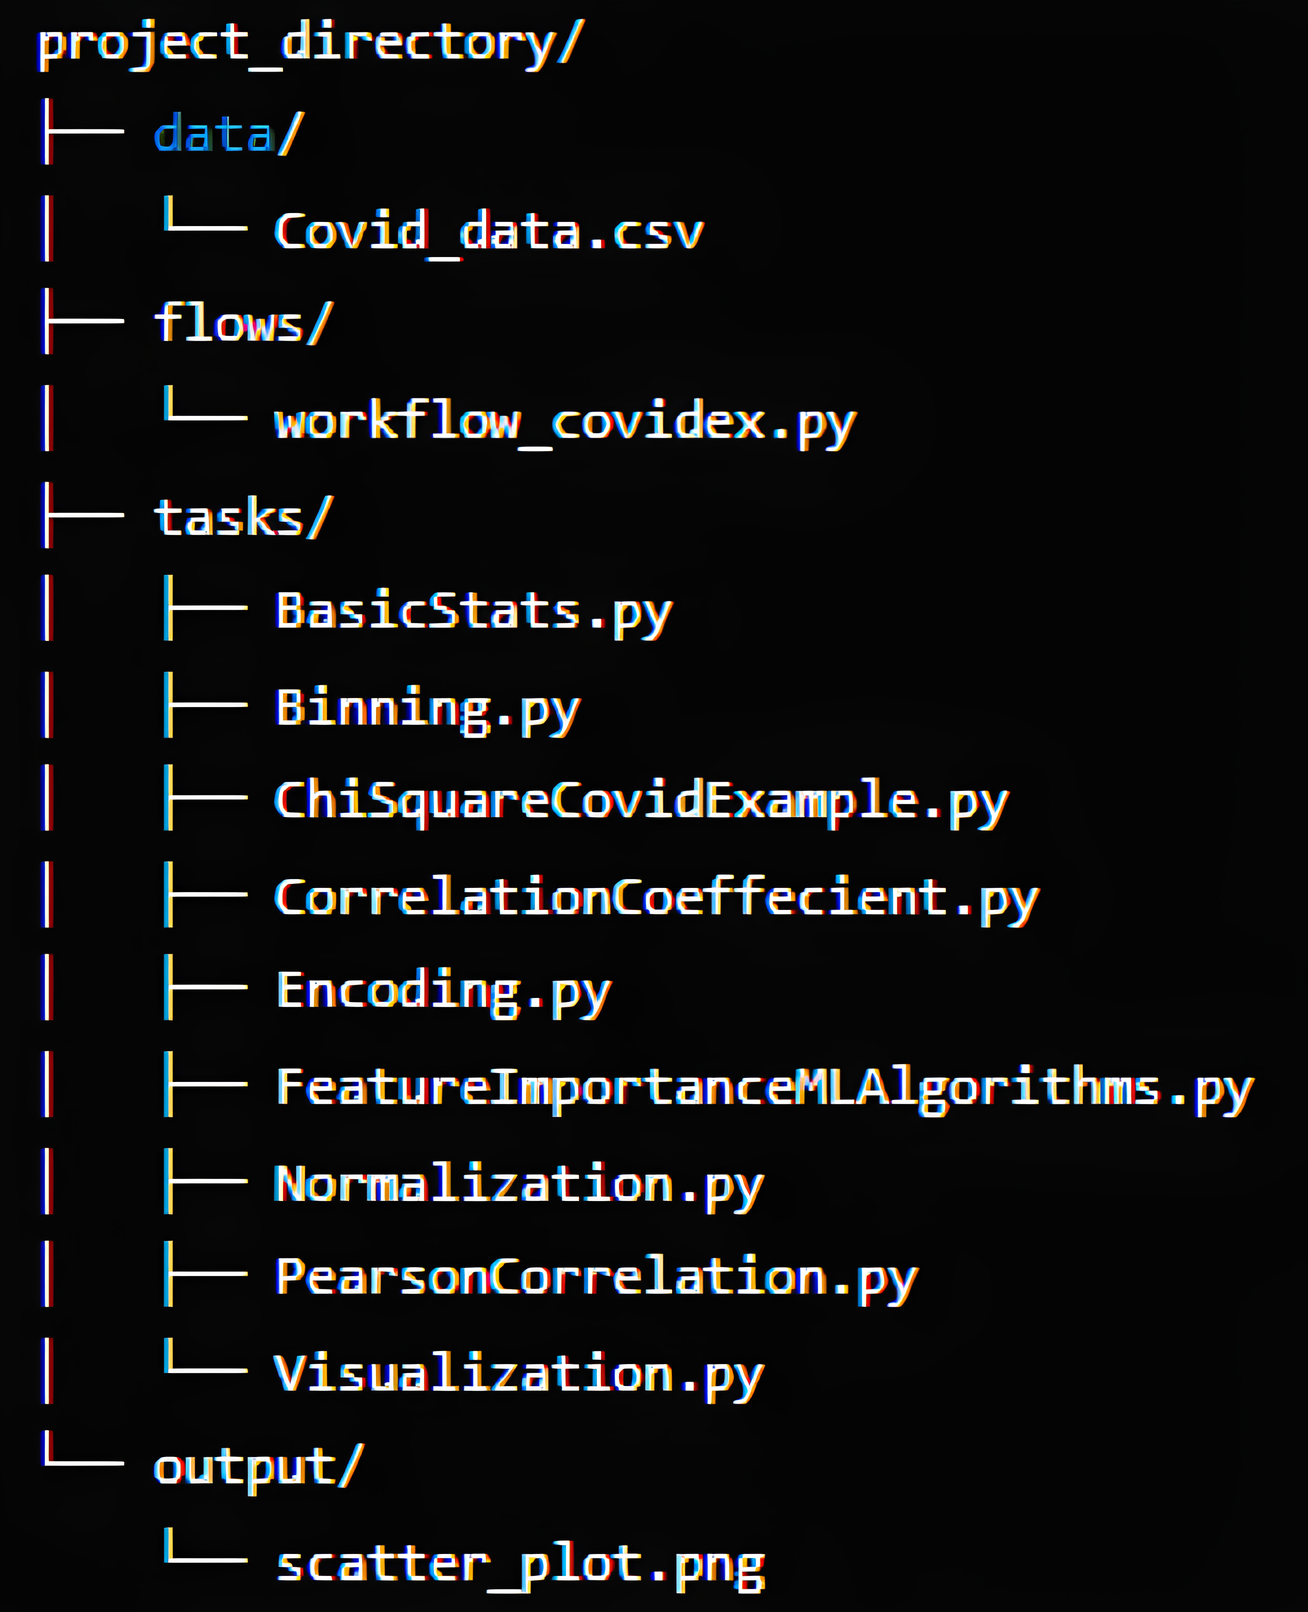 project_directory/
├── data/
│   └── Covid_data.csv
├── flows/
│   └── workflow_covidex.py
├── tasks/
│   ├── BasicStats.py
│   ├── Binning.py
│   ├── ChiSquareCovidExample.py
│   ├── CorrelationCoeffecient.py
│   ├── Encoding.py
│   ├── FeatureImportanceMLAlgorithms.py
│   ├── Normalization.py
│   ├── PearsonCorrelation.py
│   └── Visualization.py
└── output/
    └── scatter_plot.png